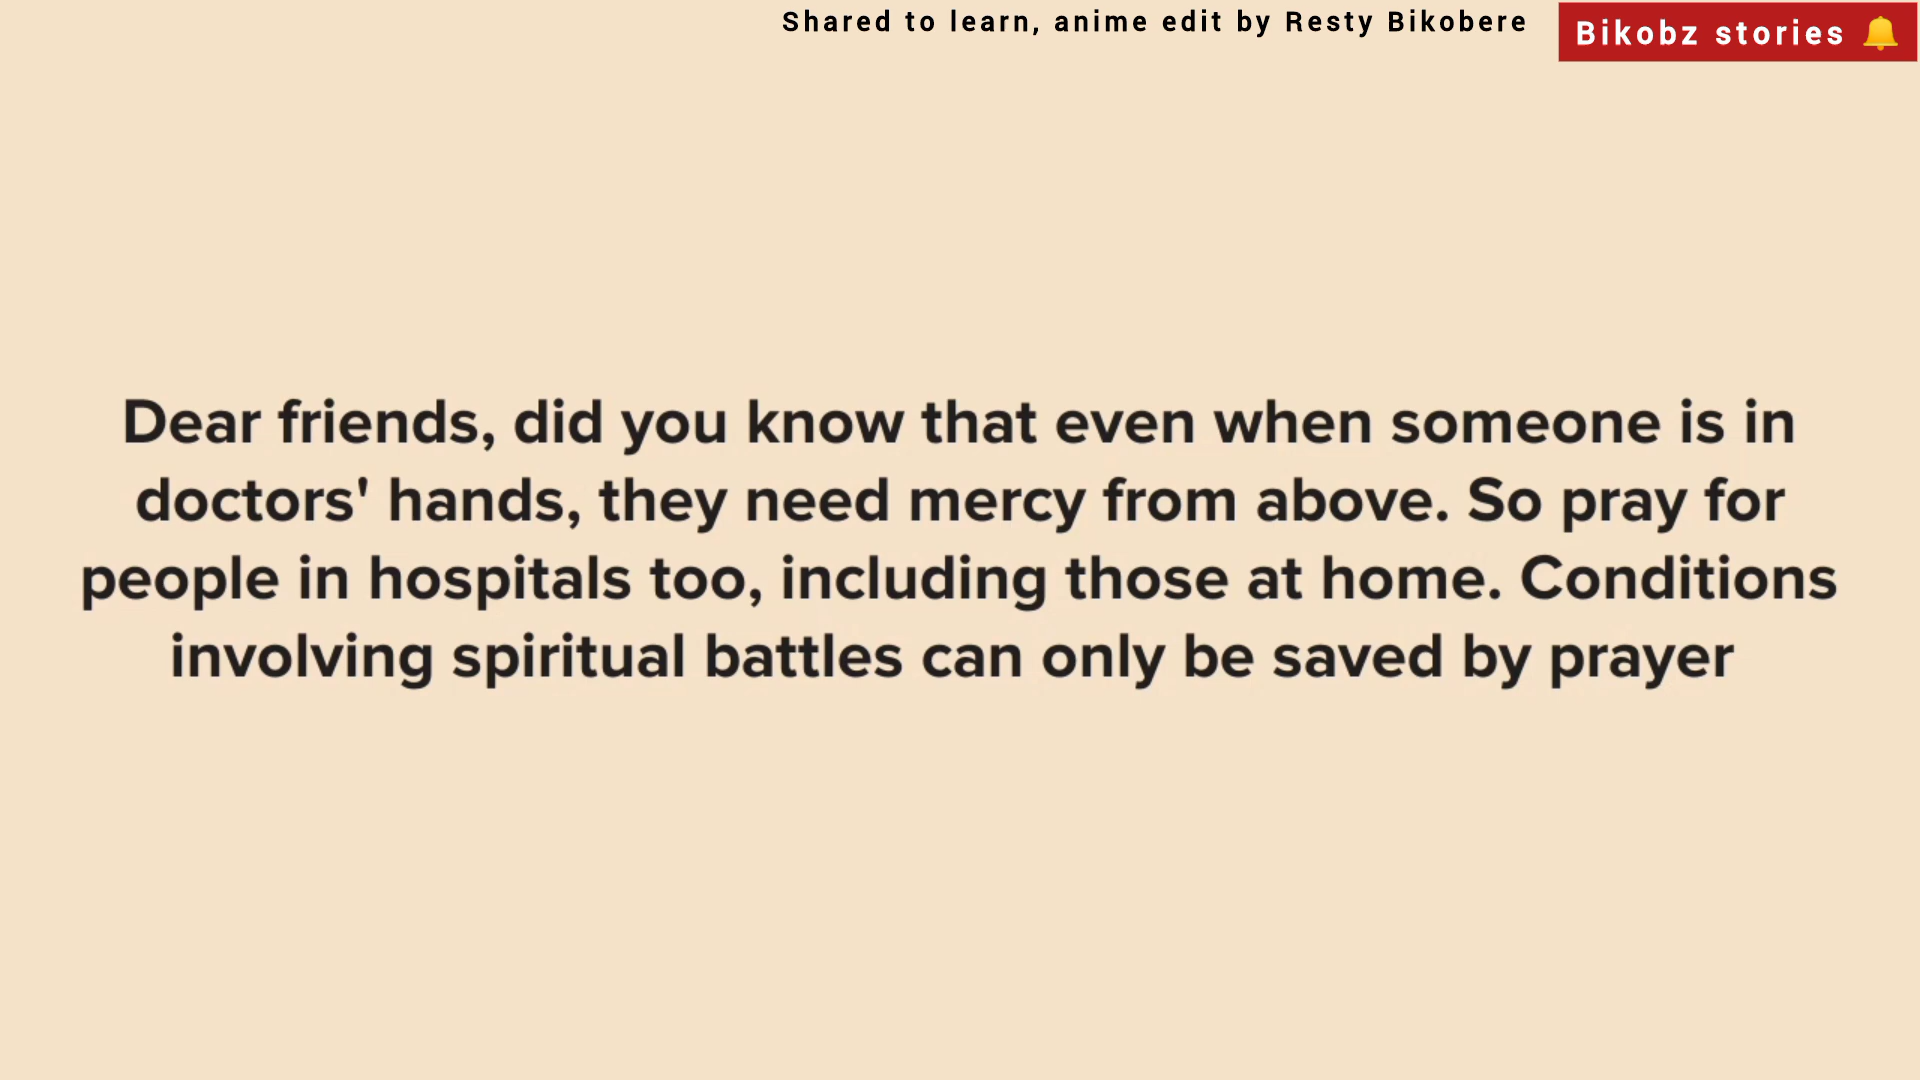 Shared to learn, anime edit by Resty Bikobere
Bikobz stories 🔔
Dear friends, did you know that even when someone is in
doctors' hands, they need mercy from above. So pray for
people in hospitals too, including those at home. Conditions
involving spiritual battles can only be saved by prayer